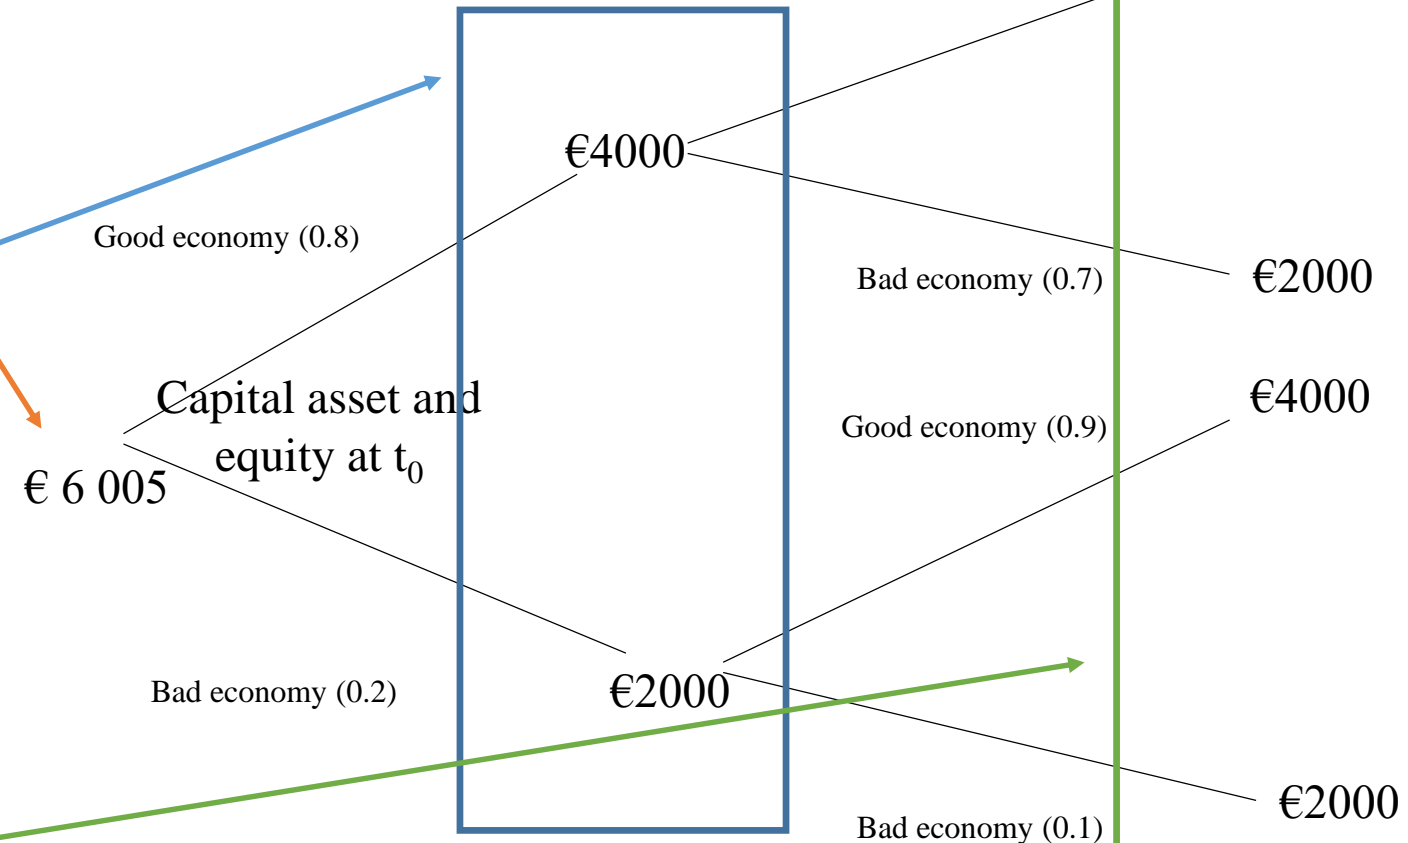 €4000
Good economy (0.8)
Bad economy (0.7)
€2000
Capital asset and
equity at t₀
€4000
Good economy (0.9)
€ 6 005
Bad economy (0.2)
€2000
€2000
Bad economy (0.1)